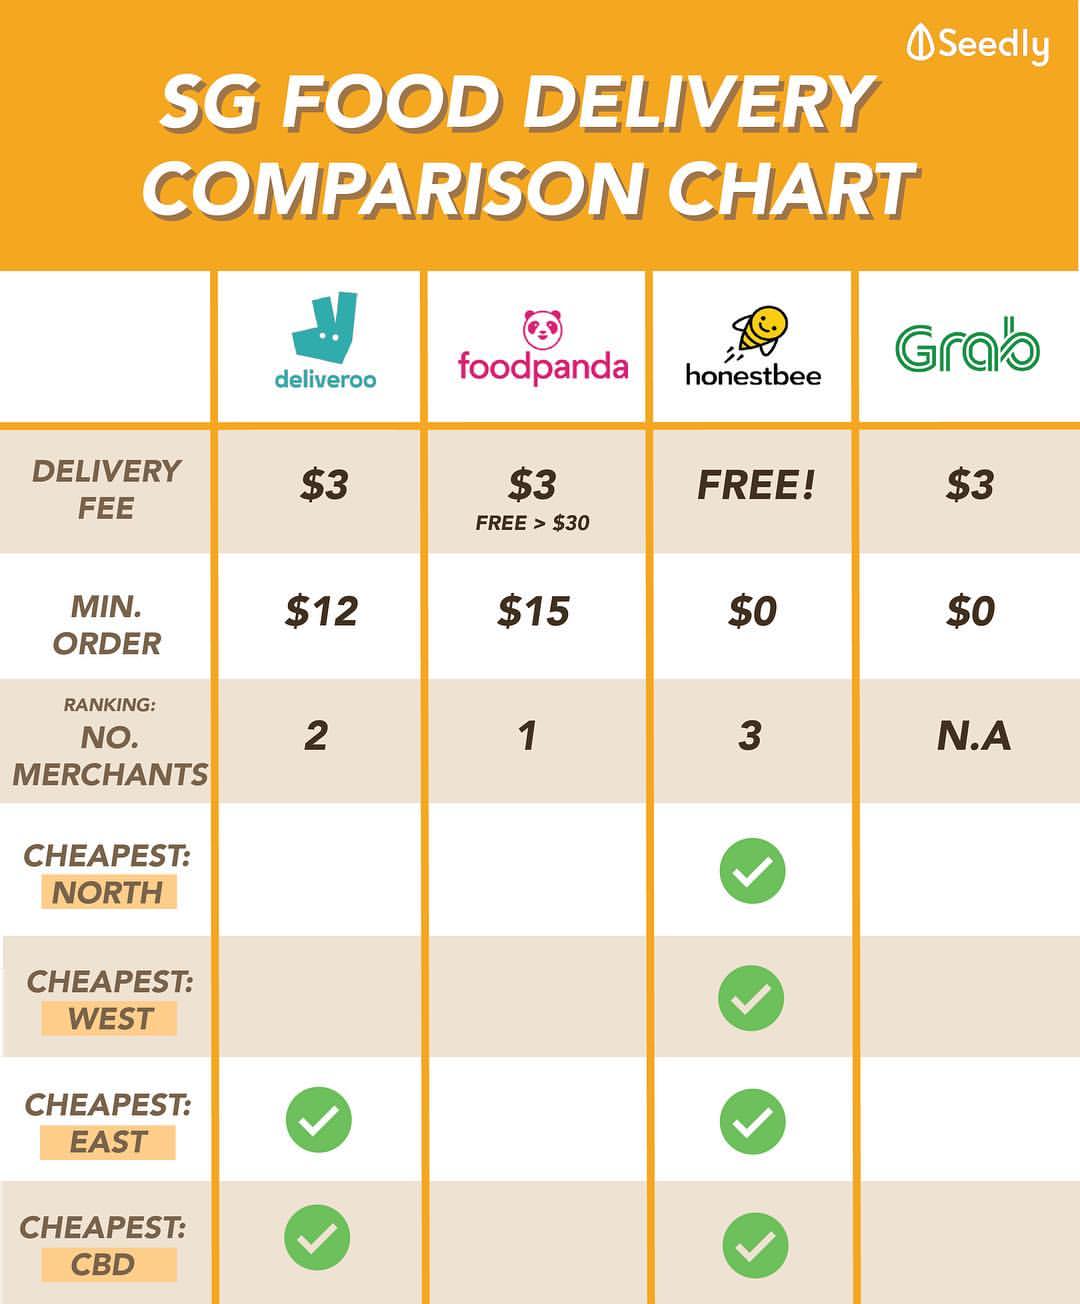 Seedly
SG FOOD DELIVERY
COMPARISON CHART
deliveroo
foodpanda
honestbee
Grab
DELIVERY
FEE
$3
$3
FREE > $30
FREE!
$3
MIN.
ORDER
$12
$15
$0
$0
RANKING:
NO.
MERCHANTS
2
1
3
N.A
CHEAPEST:
NORTH
CHEAPEST:
WEST
CHEAPEST:
EAST
CHEAPEST:
CBD